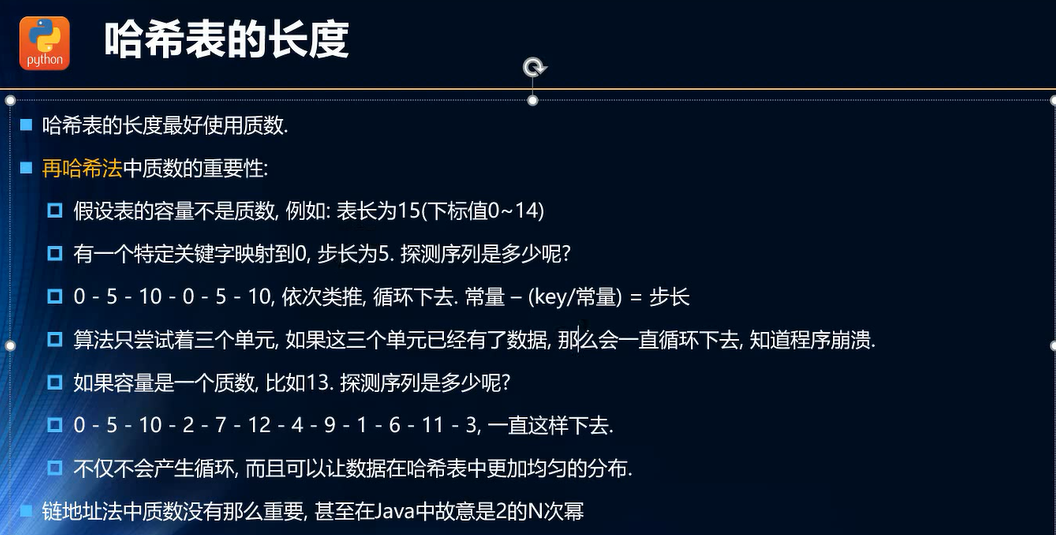 python
哈希表的长度
哈希表的长度最好使用质数.
再哈希法中质数的重要性:
假设表的容量不是质数, 例如: 表长为15(下标值0~14)
有一个特定关键字映射到0, 步长为5. 探测序列是多少呢?
0 - 5 - 10 - 0 - 5 - 10, 依次类推, 循环下去. 常量 – (key/常量) = 步长
算法只尝试着三个单元, 如果这三个单元已经有了数据, 那么会一直循环下去, 知道程序崩溃.
如果容量是一个质数, 比如13. 探测序列是多少呢?
0 - 5 - 10 - 2 - 7 - 12 - 4 - 9 - 1 - 6 - 11 - 3, 一直这样下去.
不仅不会产生循环, 而且可以让数据在哈希表中更加均匀的分布.
链地址法中质数没有那么重要, 甚至在Java中故意是2的N次幂